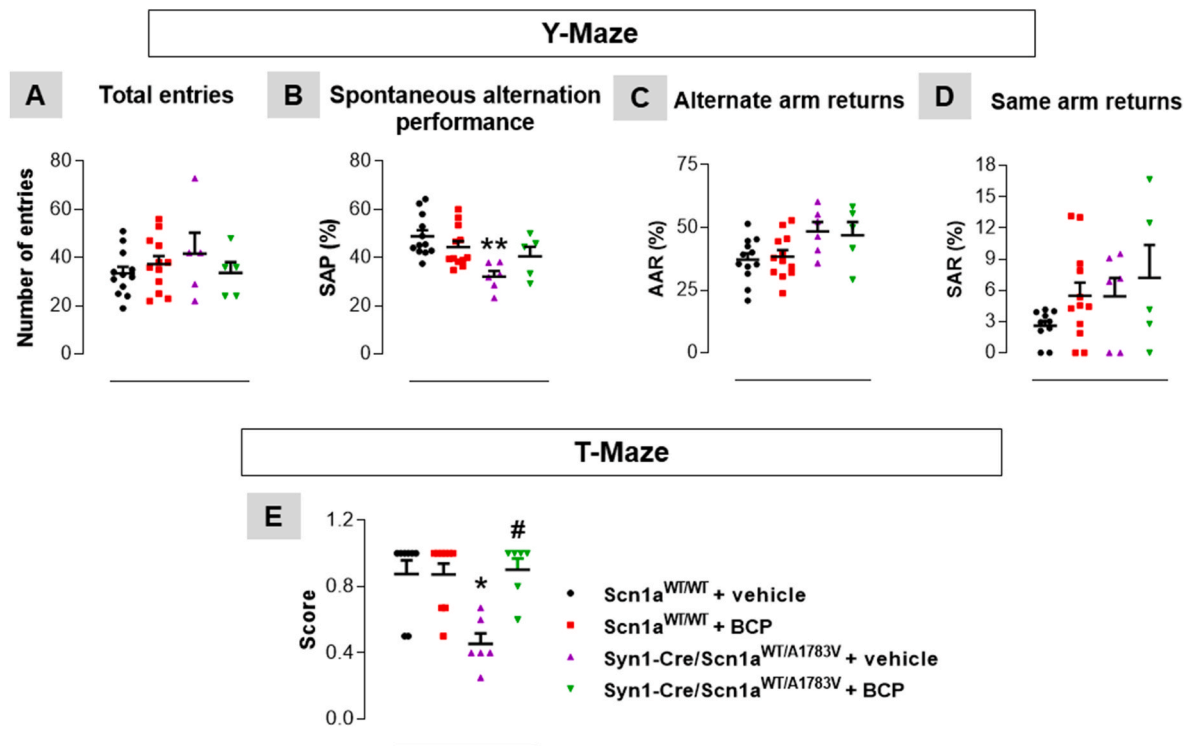 Y-Maze
A Total entries
B Spontaneous alternation
performance
C Alternate arm returns
D Same arm returns
Number of entries
80
60
40
20
0
SAP (%)
80
60
40
20
0
**
AAR (%)
75
50
25
0
SAR (%)
18
15
12
9
6
3
0
T-Maze
E
Score
1.2
0.8
0.4
0.0
*
#
Scn1aWT/WT + vehicle
Scn1aWT/WT + BCP
Syn1-Cre/Scn1aWT/A1783V + vehicle
Syn1-Cre/Scn1aWT/A1783V + BCP